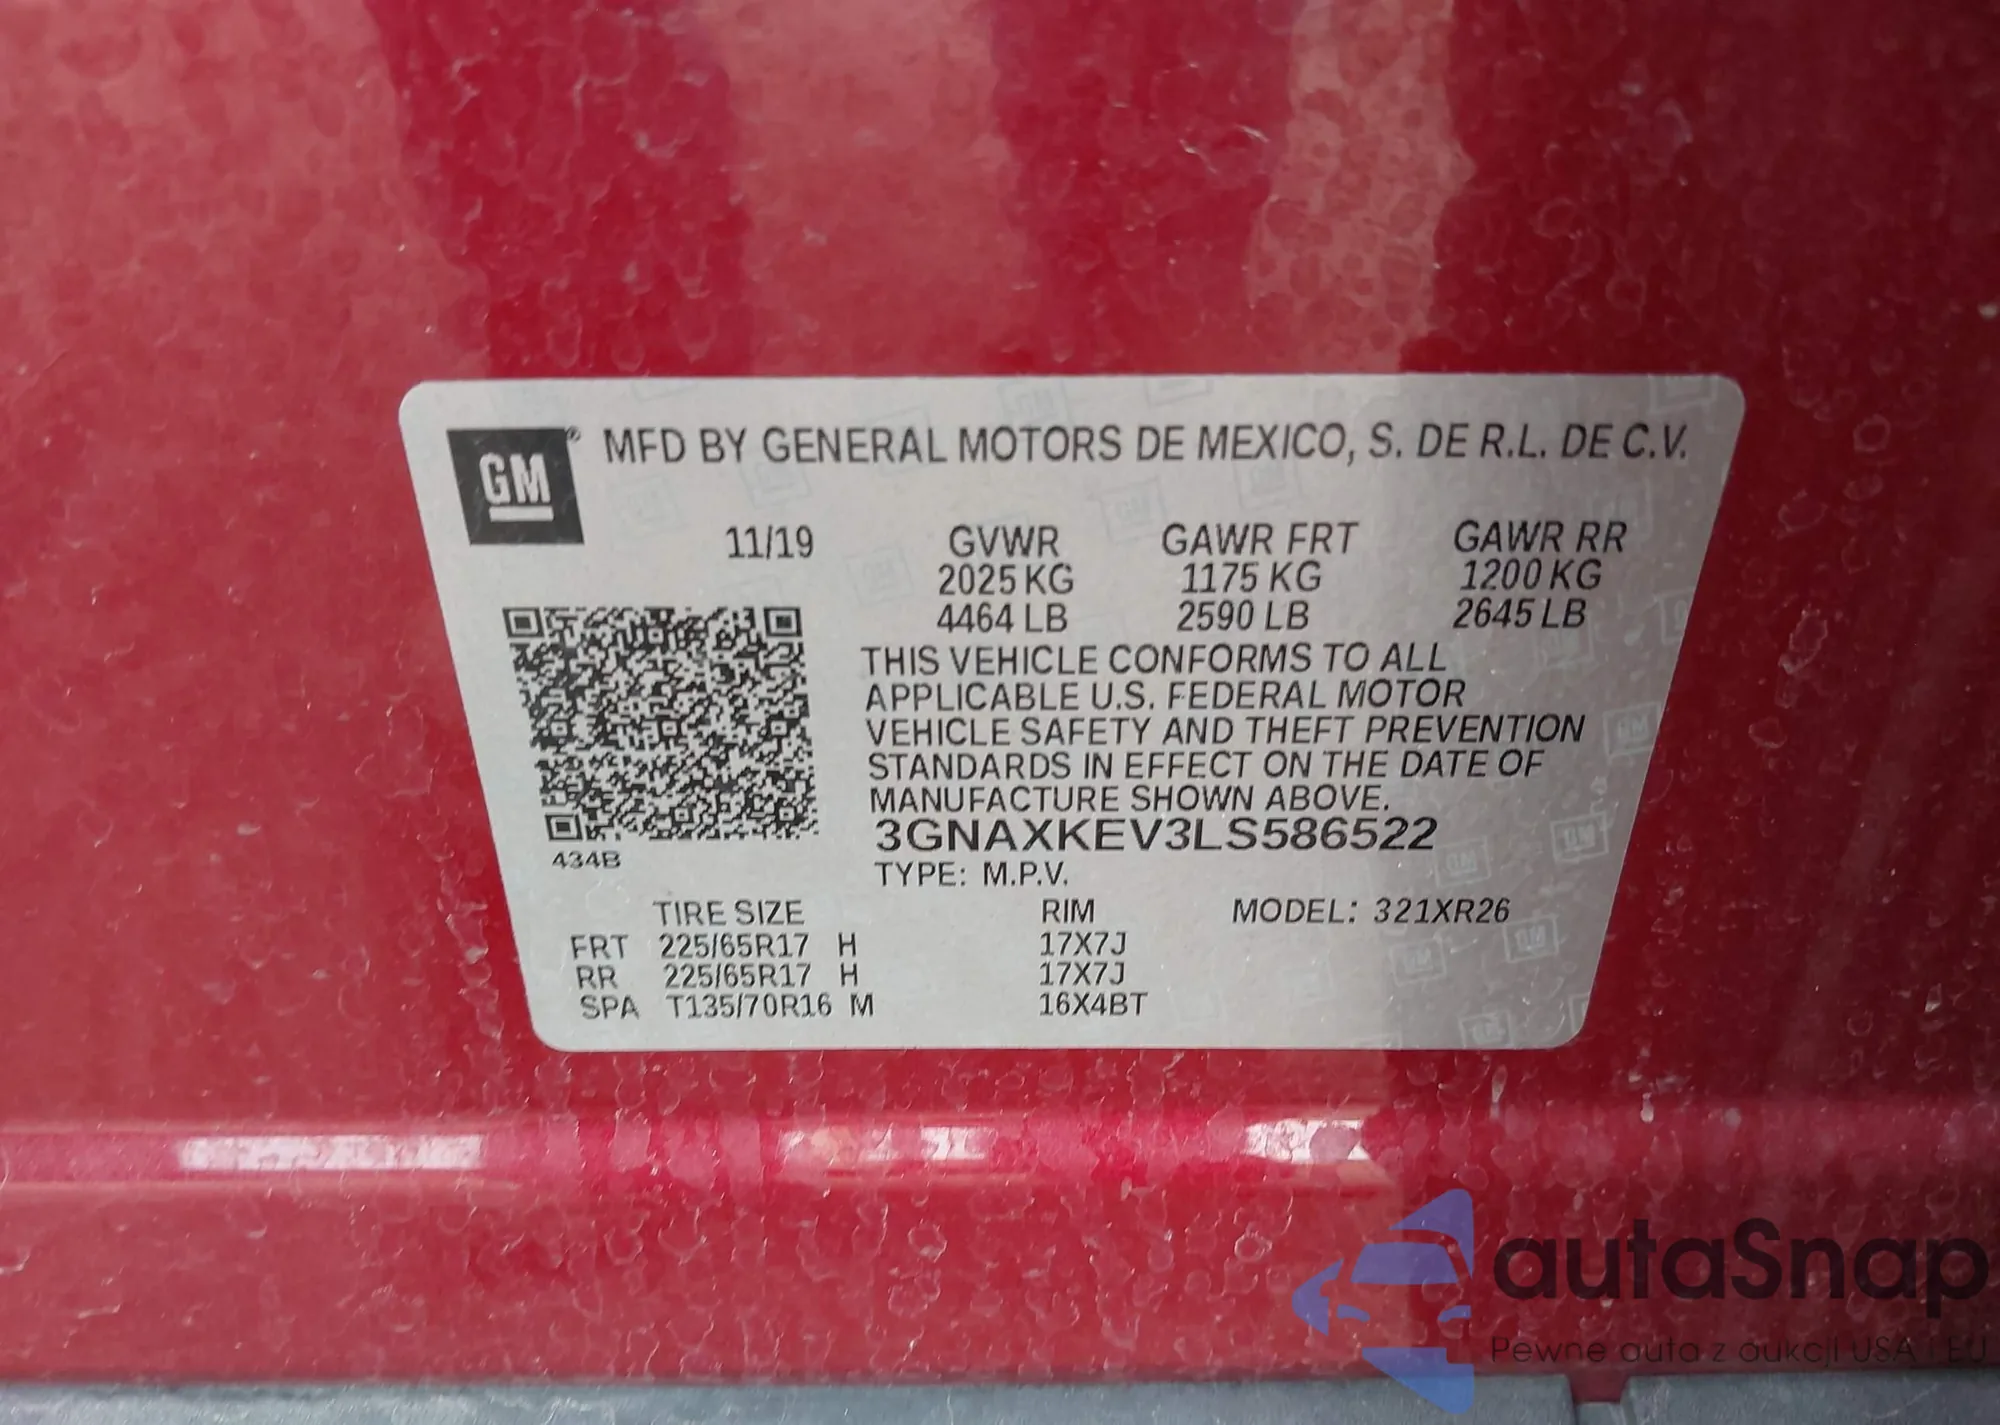 GM® MFD BY GENERAL MOTORS DE MEXICO, S. DE R.L. DE C.V.
11/19 GVWR GAWR FRT GAWR RR
2025 KG 1175 KG 1200 KG
4464 LB 2590 LB 2645 LB
THIS VEHICLE CONFORMS TO ALL
APPLICABLE U.S. FEDERAL MOTOR
VEHICLE SAFETY AND THEFT PREVENTION
STANDARDS IN EFFECT ON THE DATE OF
MANUFACTURE SHOWN ABOVE.
3GNAXKEV3LS586522
434B
TYPE: M.P.V.
TIRE SIZE RIM MODEL: 321XR26
FRT 225/65R17 H 17X7J
RR 225/65R17 H 17X7J
SPA T135/70R16 M 16X4BT
autaSnap
Pewne auta z aukcji USA i EU